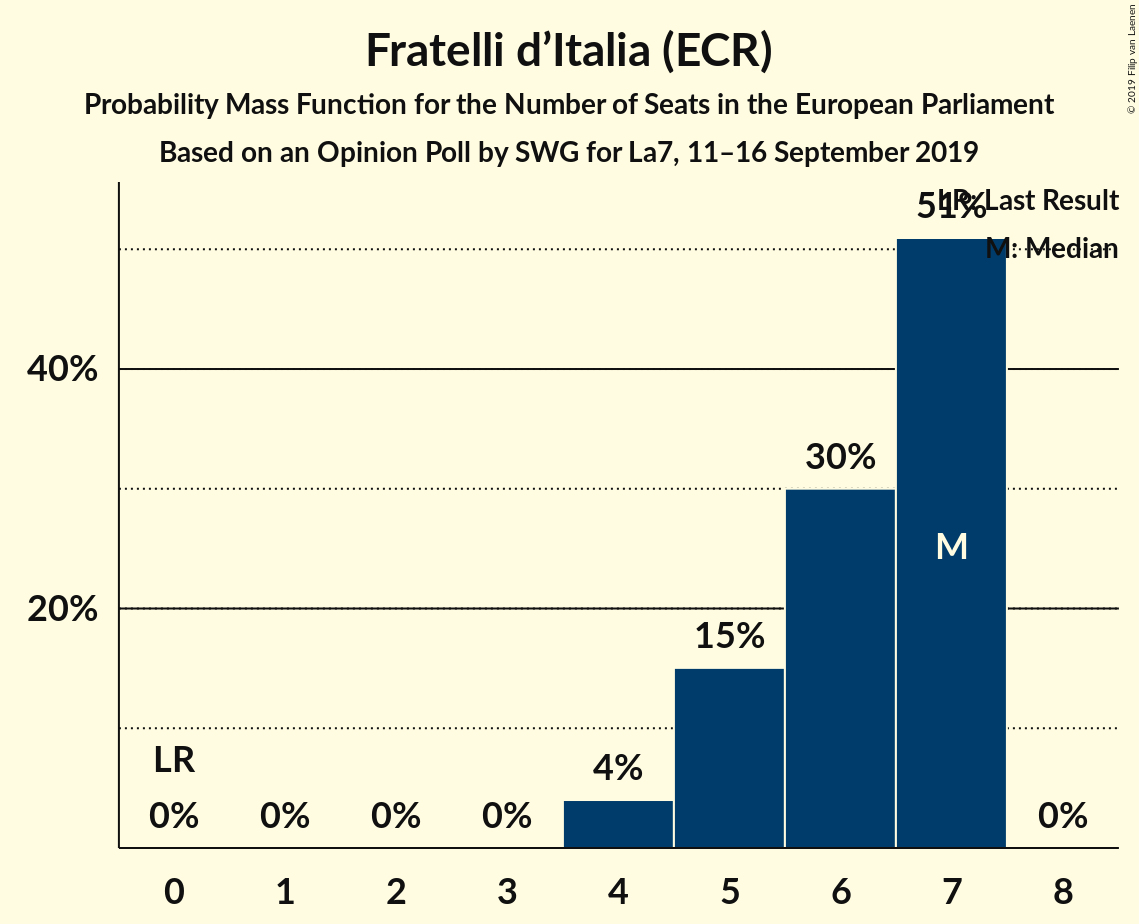 Fratelli d’Italia (ECR)
Probability Mass Function for the Number of Seats in the European Parliament
Based on an Opinion Poll by SWG for La7, 11–16 September 2019
© 2019 Filip van Laenen
LR: Last Result
M: Median
51%
40%
30%
M
20%
15%
LR
4%
0% 0% 0% 0% 0%
0 1 2 3 4 5 6 7 8